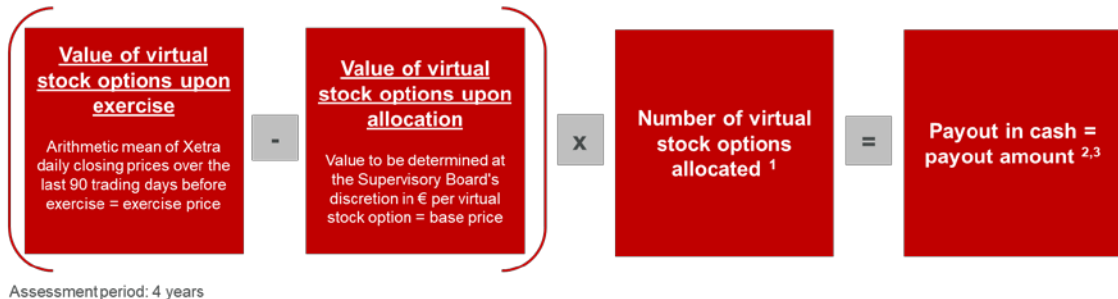 Value of virtual
stock options upon
exercise
Arithmetic mean of Xetra
daily closing prices over the
last 90 trading days before
exercise = exercise price
-
Value of virtual
stock options upon
allocation
Value to be determined at
the Supervisory Board's
discretion in € per virtual
stock option = base price
x
Number of virtual
stock options
allocated ¹
=
Payout in cash =
payout amount ²,³
Assessment period: 4 years